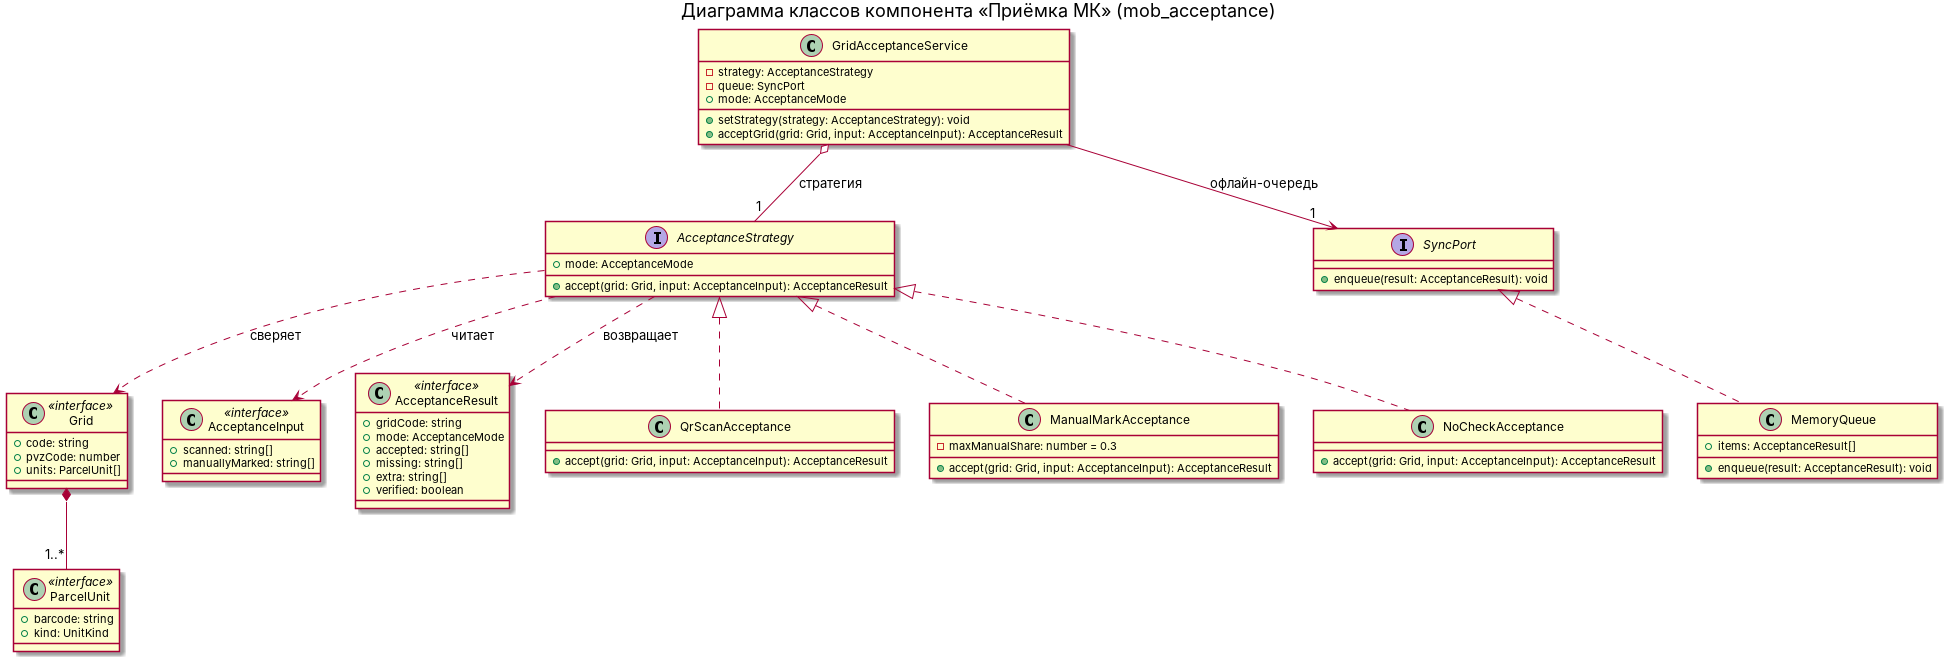 Диаграмма классов компонента «Приёмка МК» (mob_acceptance)
C GridAcceptanceService
strategy: AcceptanceStrategy
queue: SyncPort
mode: AcceptanceMode
setStrategy(strategy: AcceptanceStrategy): void
acceptGrid(grid: Grid, input: AcceptanceInput): AcceptanceResult
стратегия
1
офлайн-очередь
1
I AcceptanceStrategy
mode: AcceptanceMode
accept(grid: Grid, input: AcceptanceInput): AcceptanceResult
I SyncPort
enqueue(result: AcceptanceResult): void
сверяет
читает
возвращает
C «interface»
Grid
code: string
pvzCode: number
units: ParcelUnit[]
C «interface»
AcceptanceInput
scanned: string[]
manuallyMarked: string[]
C «interface»
AcceptanceResult
gridCode: string
mode: AcceptanceMode
accepted: string[]
missing: string[]
extra: string[]
verified: boolean
C QrScanAcceptance
accept(grid: Grid, input: AcceptanceInput): AcceptanceResult
C ManualMarkAcceptance
maxManualShare: number = 0.3
accept(grid: Grid, input: AcceptanceInput): AcceptanceResult
C NoCheckAcceptance
accept(grid: Grid, input: AcceptanceInput): AcceptanceResult
C MemoryQueue
items: AcceptanceResult[]
enqueue(result: AcceptanceResult): void
1..*
C «interface»
ParcelUnit
barcode: string
kind: UnitKind